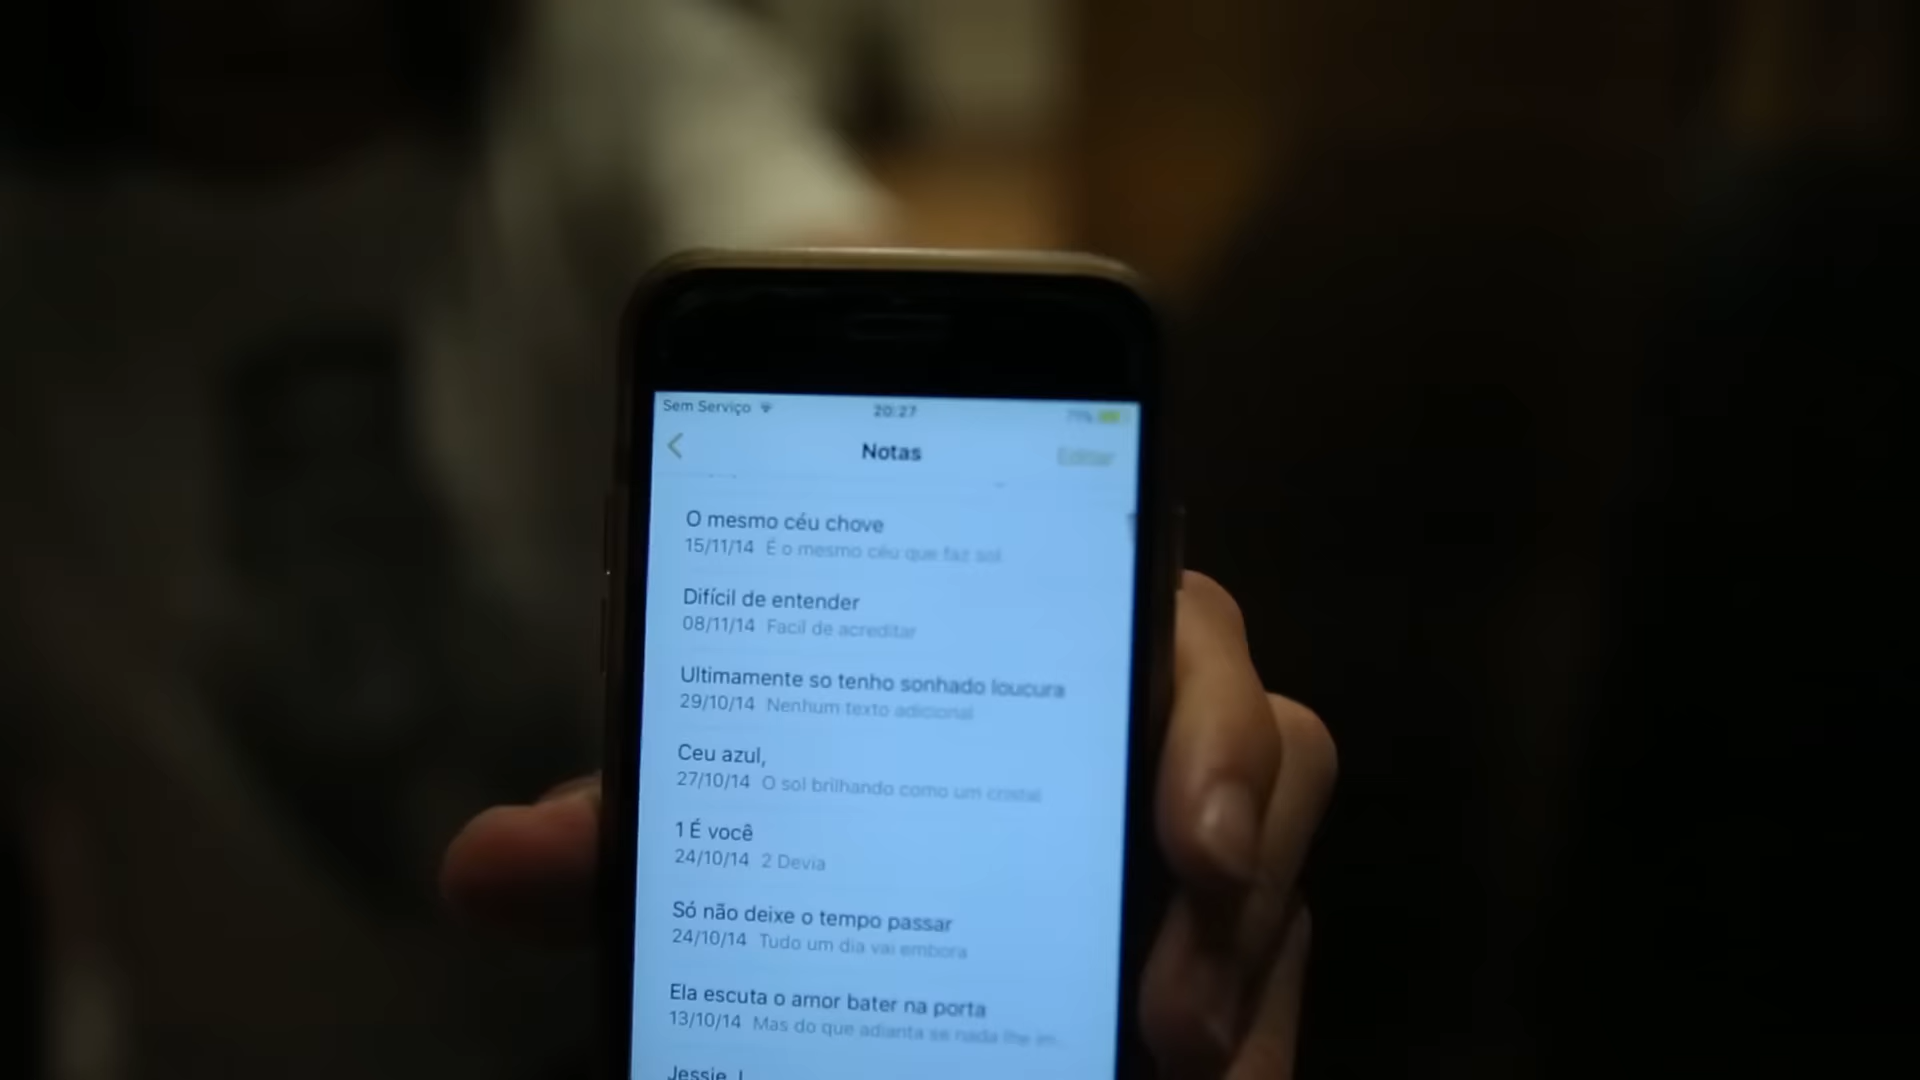 Sem Serviço 20:27 71%
Notas Editar
O mesmo céu chove
15/11/14 É o mesmo céu que faz sol
Difícil de entender
08/11/14 Facil de acreditar
Ultimamente so tenho sonhado loucura
29/10/14 Nenhum texto adicional
Ceu azul,
27/10/14 O sol brilhando como um cristal
1 É você
24/10/14 2 Devia
Só não deixe o tempo passar
24/10/14 Tudo um dia vai embora
Ela escuta o amor bater na porta
13/10/14 Mas do que adianta se nada lhe im...
Jessie J